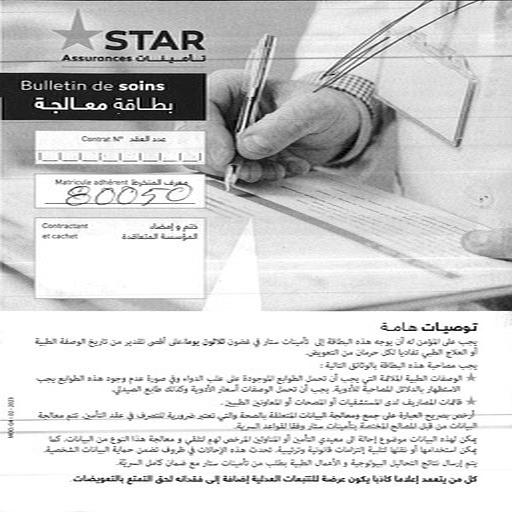 STAR
Assurances تأمينات
Bulletin de soins
بطاقة معالجة
Contrat N° عدد العقد
Matricule adhérent معرف المنخرط
80050
Contractant et cachet
ختم و إمضاء المؤسسة المتعاقدة
توصيات هامة
يجب على المؤمن له أن يوجه هذه البطاقة إلى تأمينات ستار في غضون ثلاثون يوما على أقصى تقدير من تاريخ الوصفة الطبية
أو العلاج الطبي تفاديا لكل حرمان من التعويض.
يجب مصاحبة هذه البطاقة بالوثائق التالية :
الوصفات الطبية الملائمة التي يجب أن تحمل الطوابع الموجودة على علب الدواء وفي صورة عدم وجود هذه الطوابع يجب
الاستظهار بالدلائل المصاحبة للأدوية. يجب أن تحمل الوصفات أسعار الأدوية وكذلك طابع الصيدلي.
قائمات المصاريف لدى المستشفيات أو المصحات أو المعاونين الطبيين.
أرخص بصريح العبارة على جمع ومعالجة البيانات المتعلقة بالصحة والتي تعتبر ضرورية للتصرف في عقد التأمين. تتم معالجة
البيانات من قبل المصالح المختصة بتأمينات ستار وفقا لقواعد السرية.
يمكن لهذه البيانات موضوع إحالة الى معيدي التأمين أو المناولين المرخص لهم لتلقي و معالجة هذا النوع من البيانات. كما
يمكن استخدامها أو نقلها لتلبية إلتزامات قانونية وترتيبية. تحدث هذه الإحالات في ظروف تضمن حماية البيانات الشخصية.
يتم إرسال نتائج التحاليل البيولوجية و الأعمال الطبية بطلب من تأمينات ستار مع ضمان كامل السرية.
كل من يتعمد إعلاما كاذبا يكون عرضة للتتبعات العدلية إضافة إلى فقدانه لحق التمتع بالتعويضات.